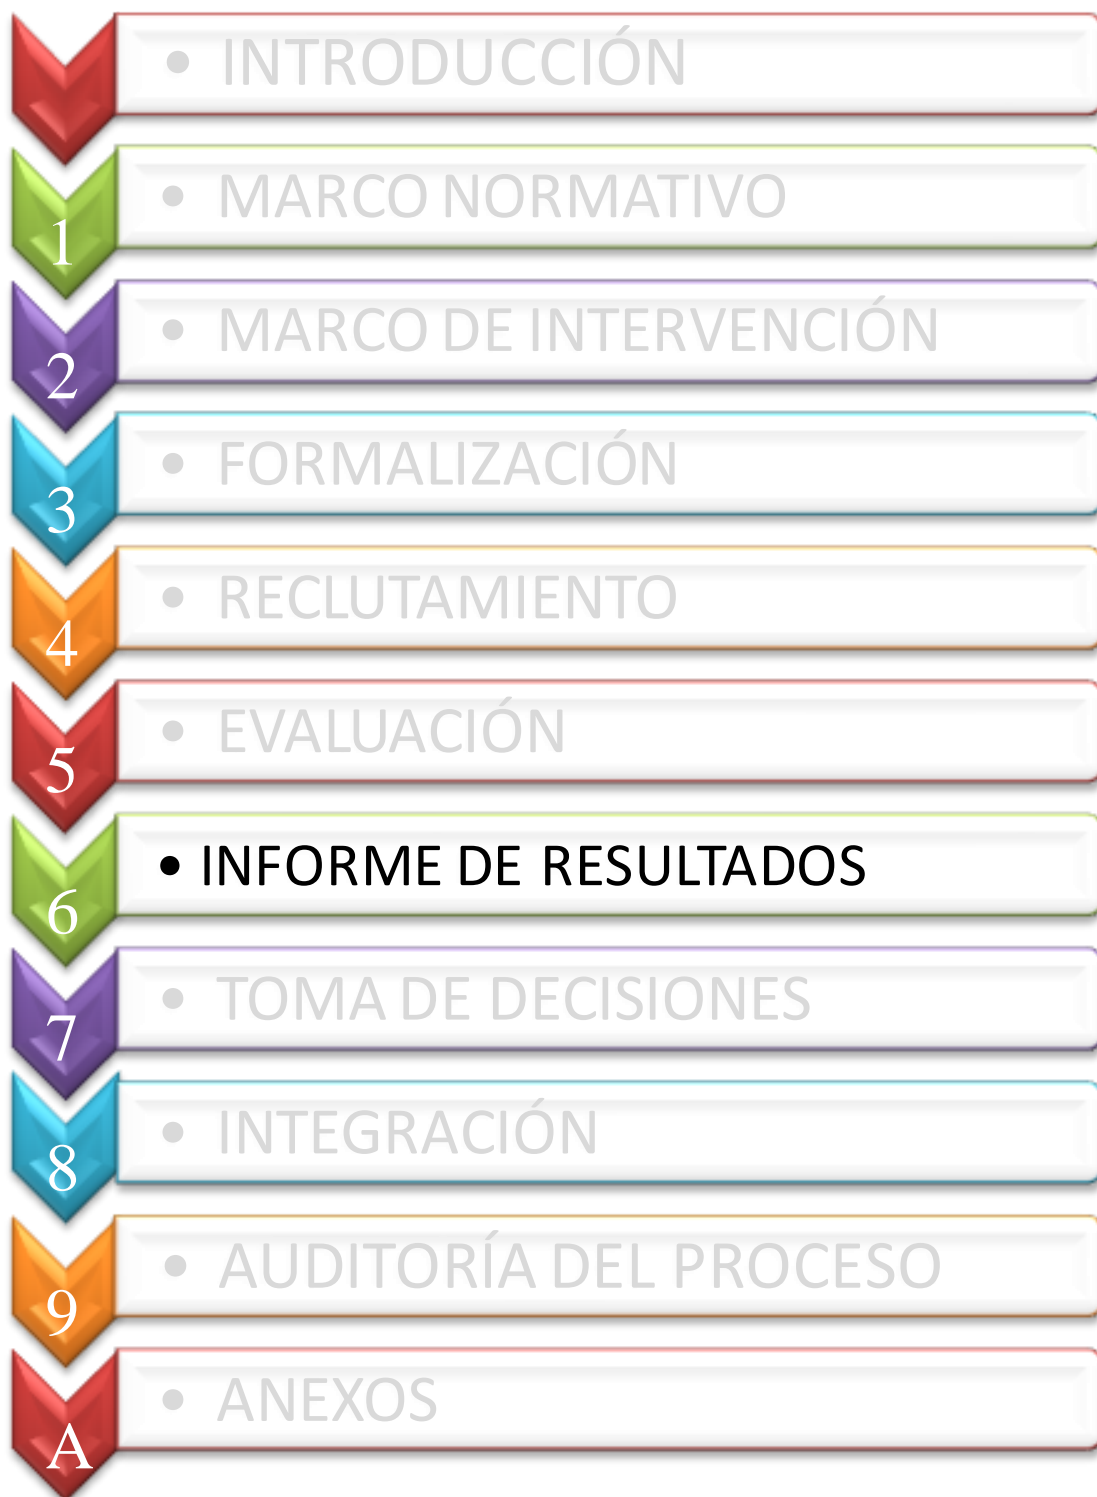 • INTRODUCCIÓN
1 • MARCO NORMATIVO
2 • MARCO DE INTERVENCIÓN
3 • FORMALIZACIÓN
4 • RECLUTAMIENTO
5 • EVALUACIÓN
6 • INFORME DE RESULTADOS
7 • TOMA DE DECISIONES
8 • INTEGRACIÓN
9 • AUDITORÍA DEL PROCESO
A • ANEXOS